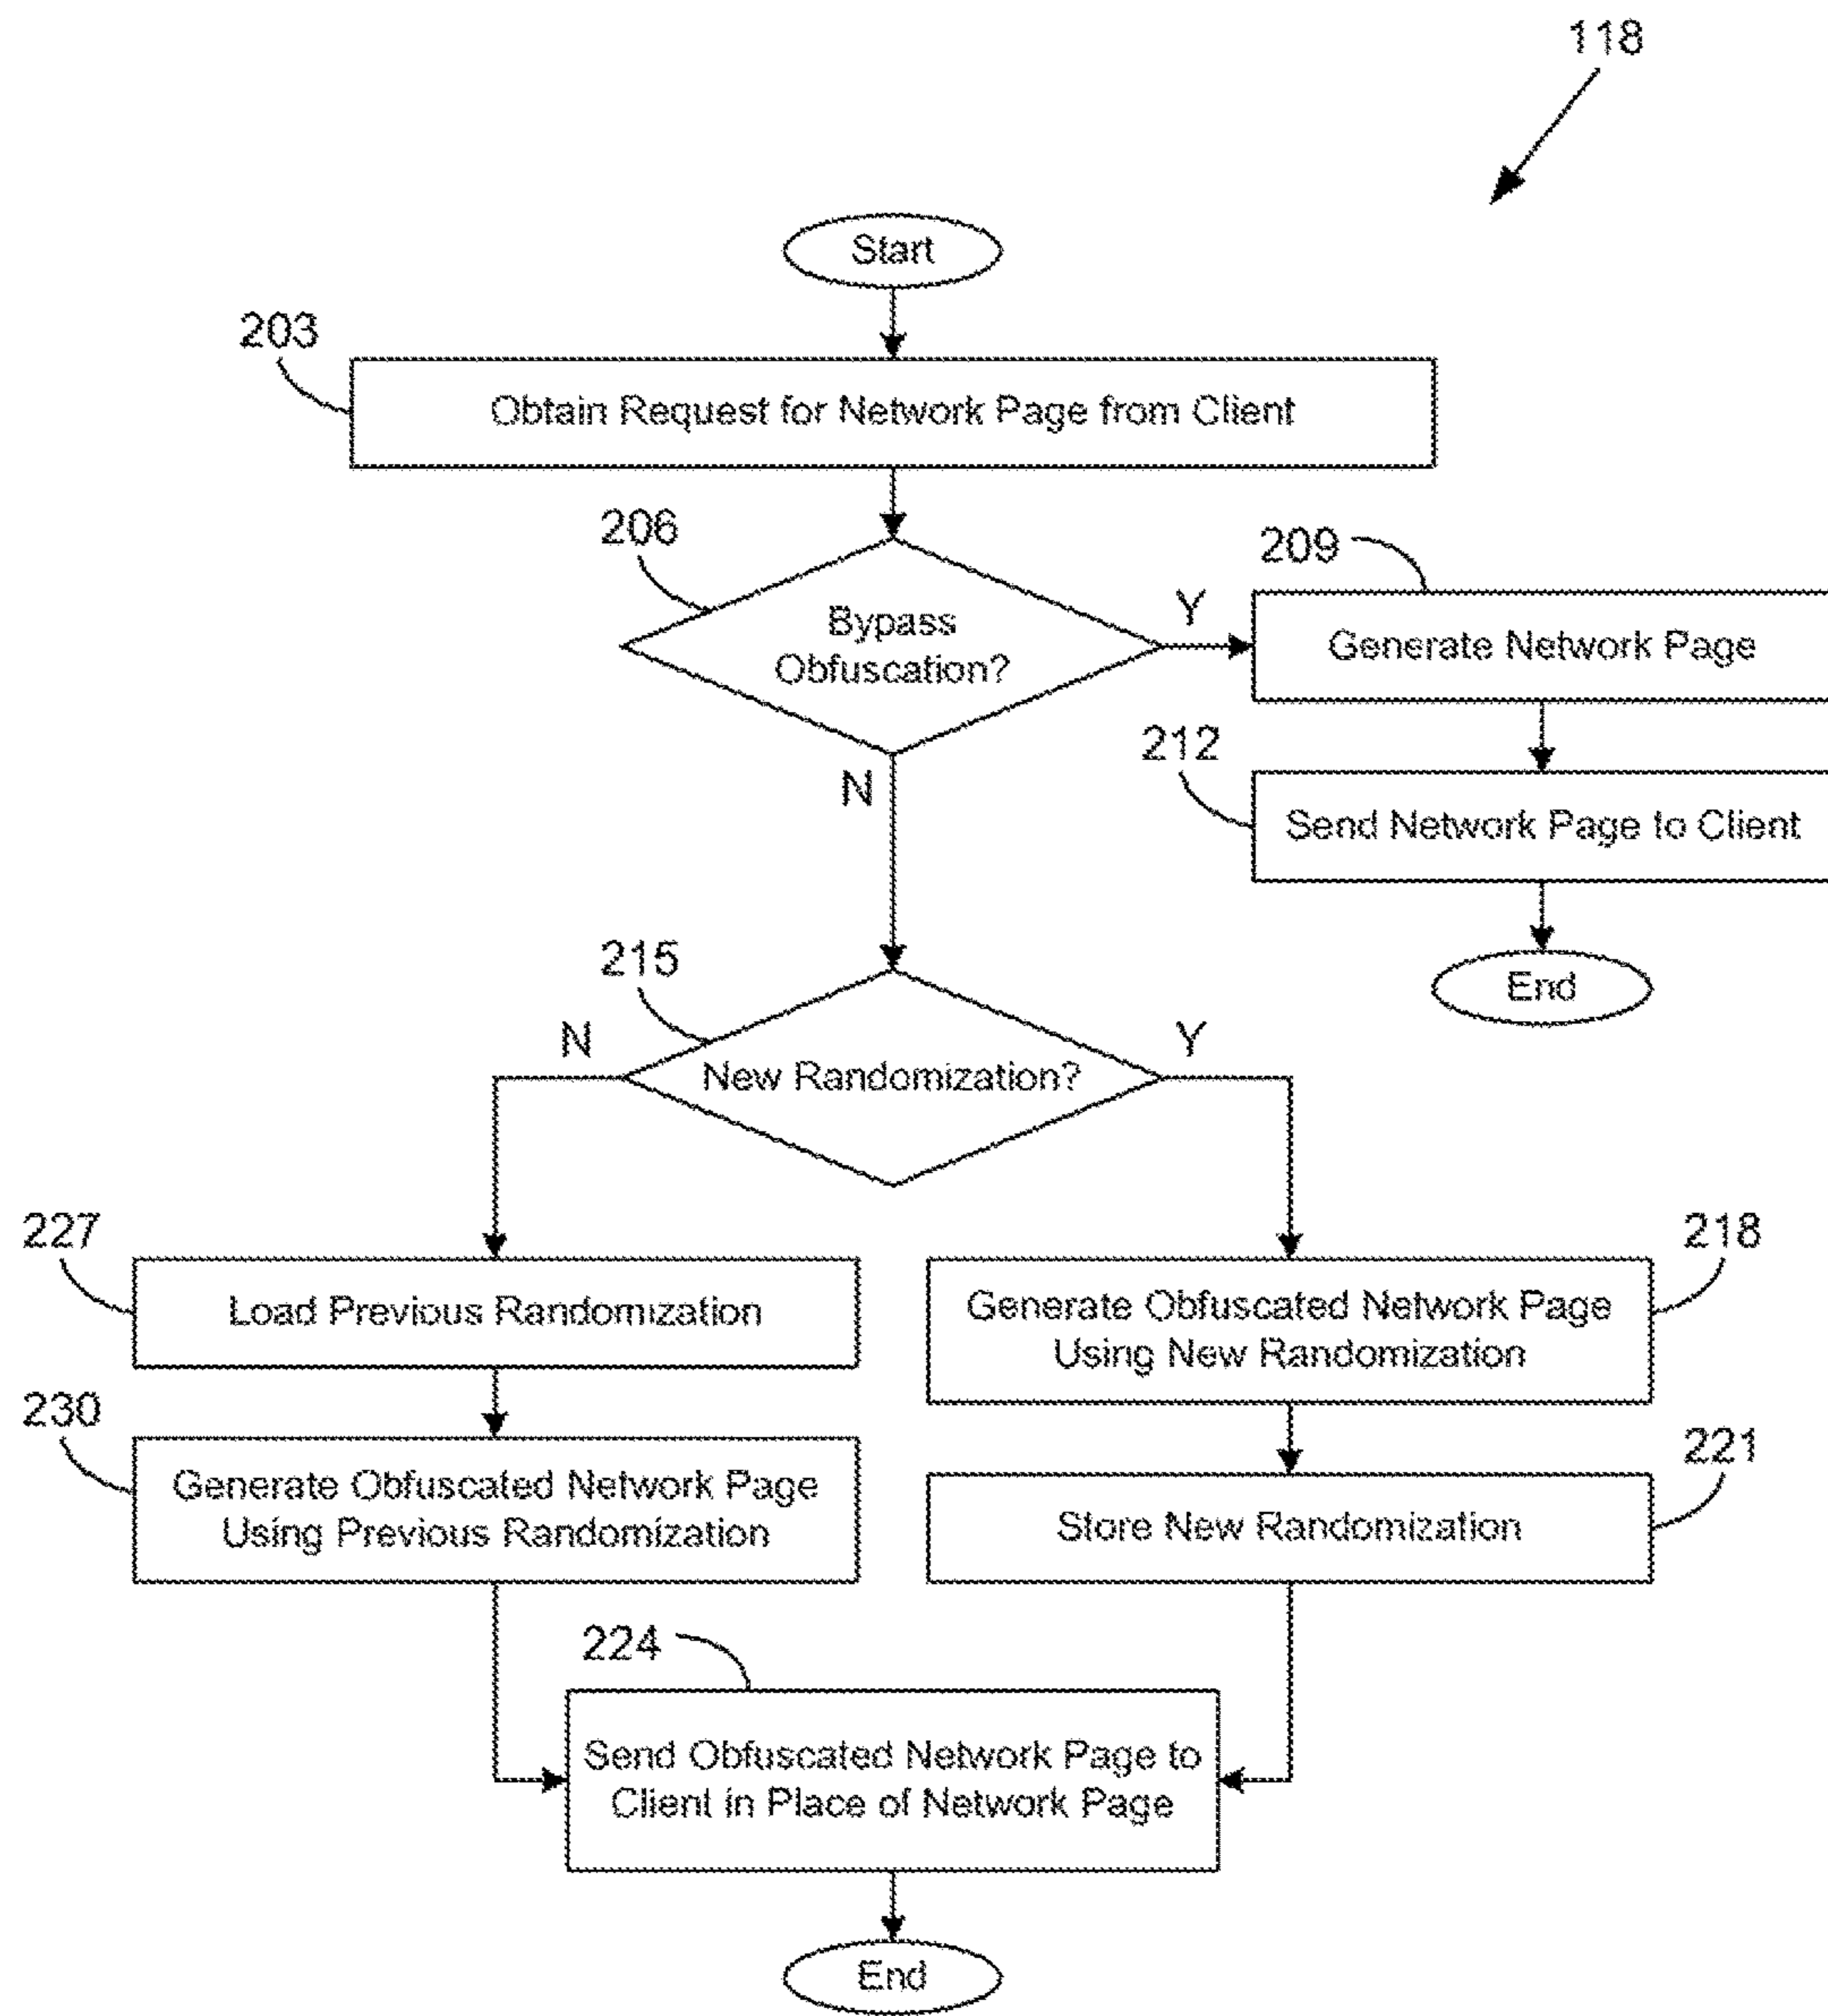 118
Start
203
Obtain Request for Network Page from Client
206
Bypass
Obfuscation?
Y
209
Generate Network Page
N
212
Send Network Page to Client
End
215
N
New Randomization?
Y
227
Load Previous Randomization
218
Generate Obfuscated Network Page
Using New Randomization
230
Generate Obfuscated Network Page
Using Previous Randomization
221
Store New Randomization
224
Send Obfuscated Network Page to
Client in Place of Network Page
End